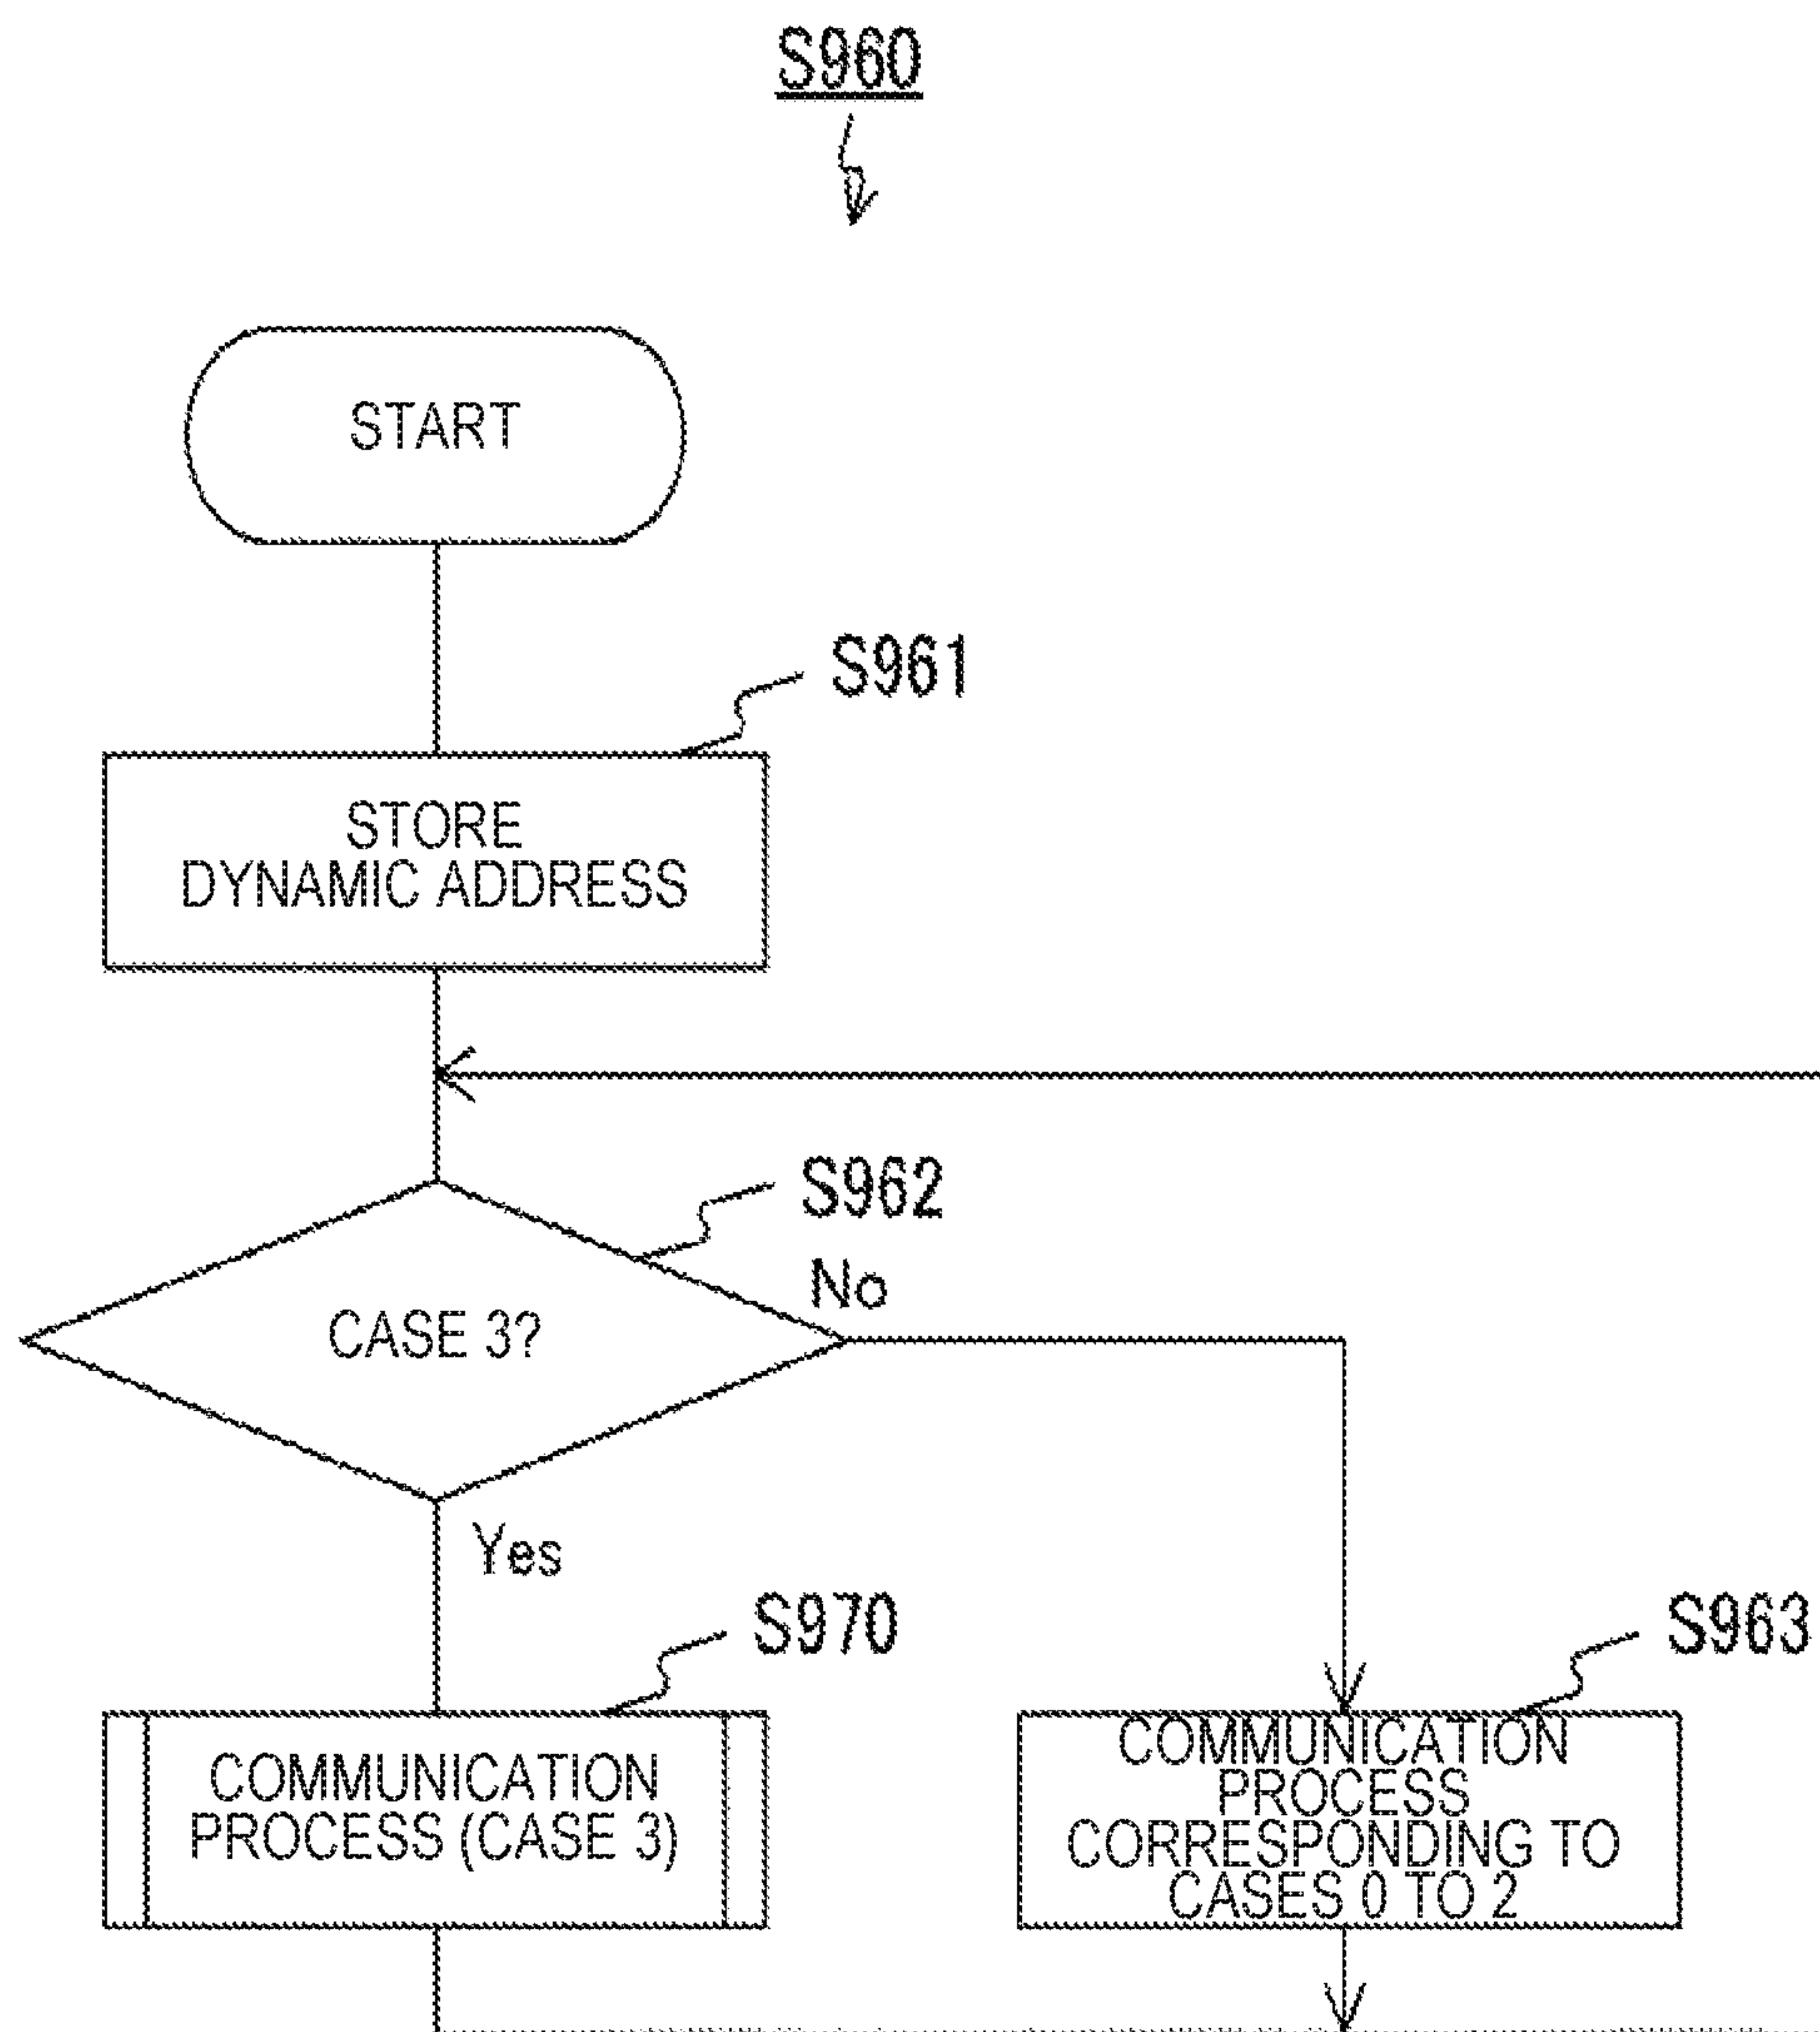 S960
START
S961
STORE
DYNAMIC ADDRESS
S962
No
CASE 3?
Yes
S970
S963
COMMUNICATION
PROCESS (CASE 3)
COMMUNICATION
PROCESS
CORRESPONDING TO
CASES 0 TO 2